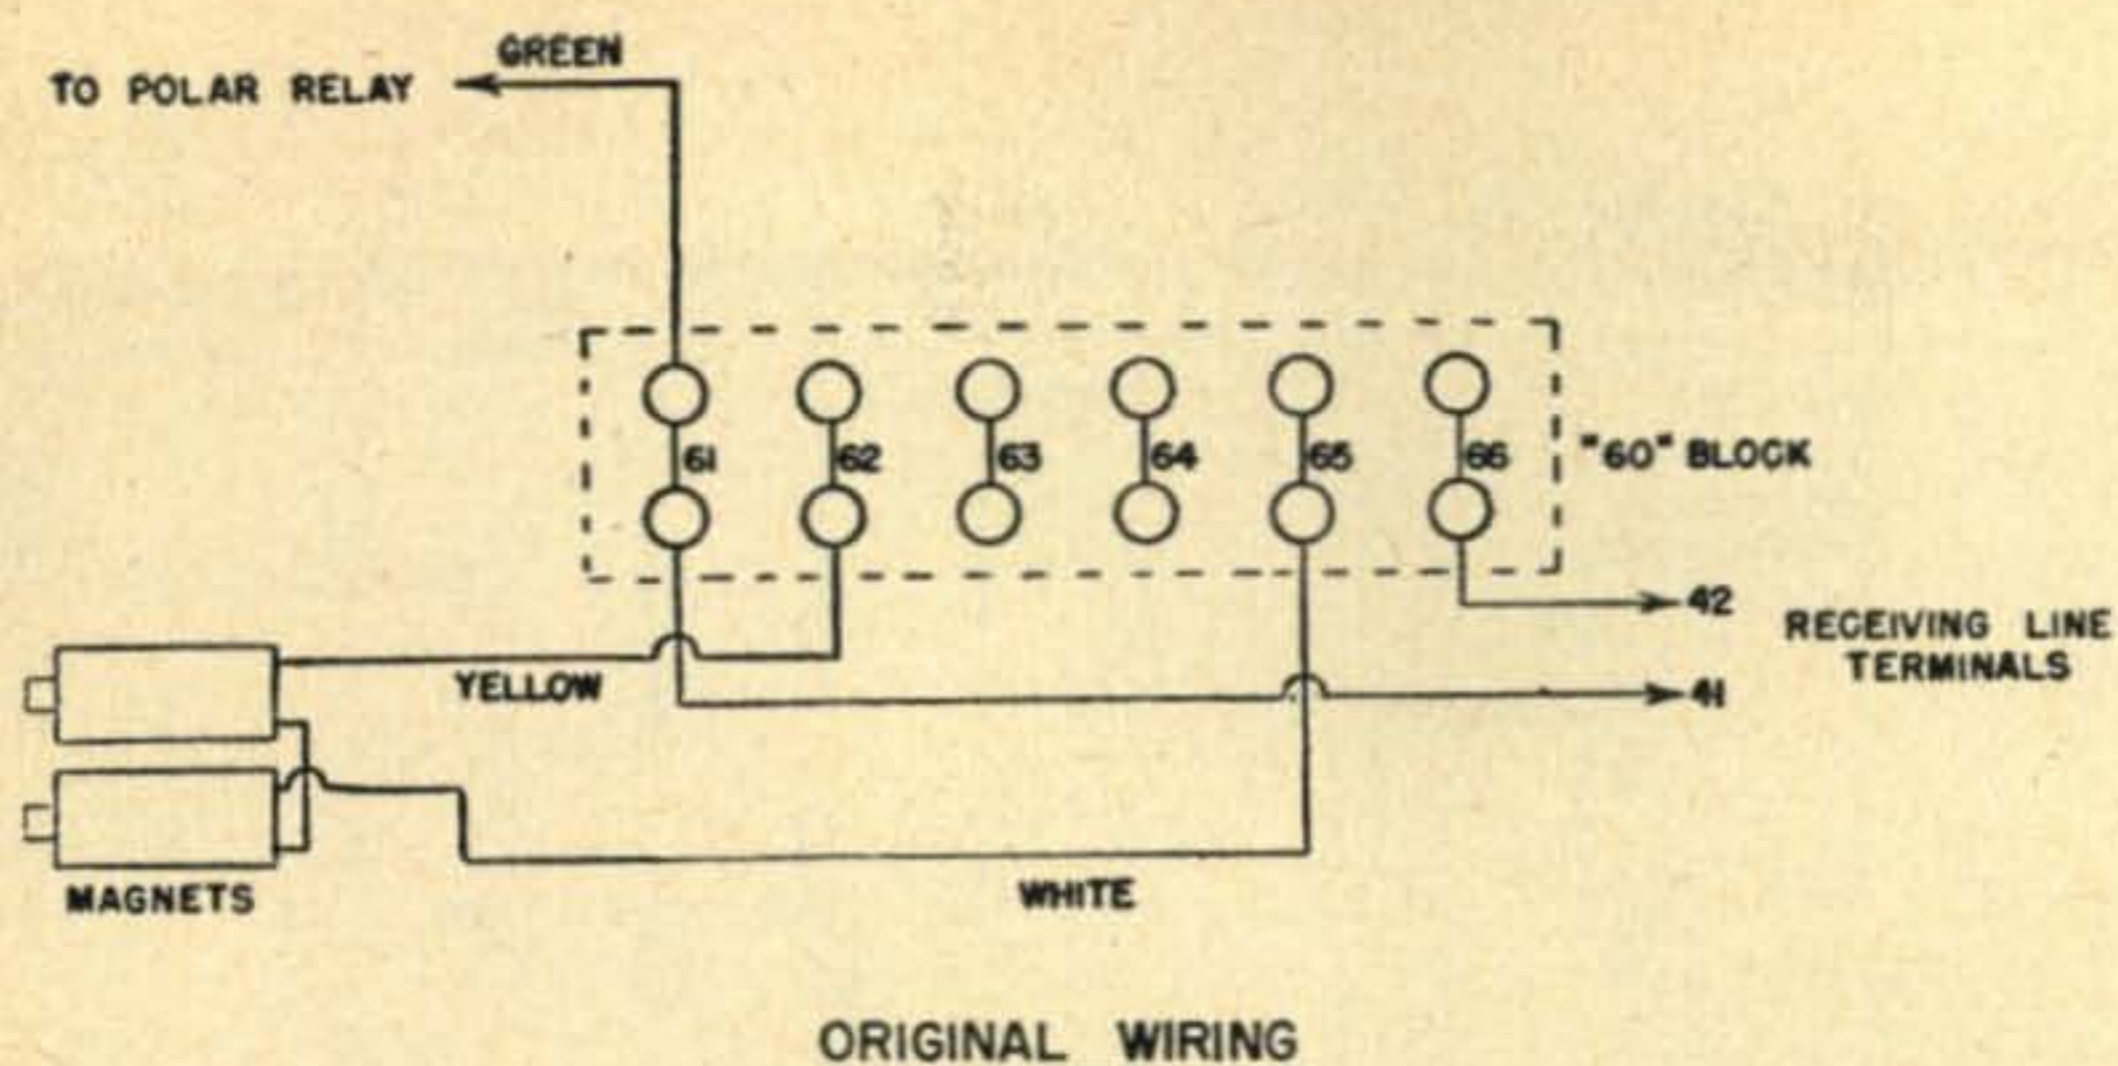 GREEN
TO POLAR RELAY
61 62 63 64 65 66
"60" BLOCK
42
RECEIVING LINE
TERMINALS
41
YELLOW
MAGNETS
WHITE
ORIGINAL WIRING